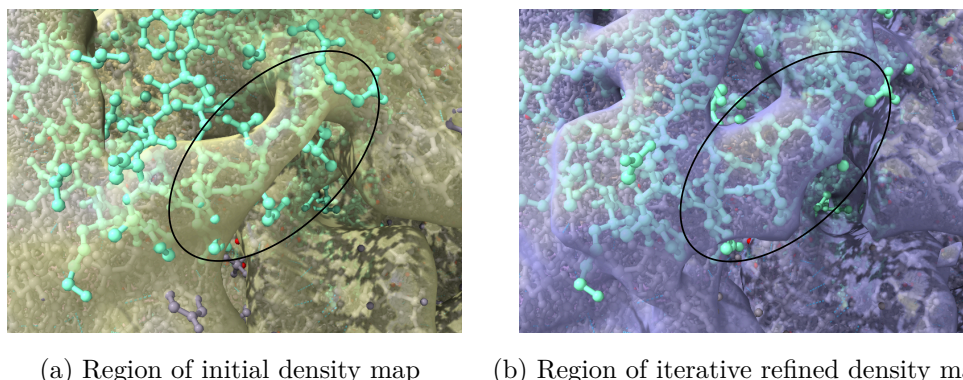 (a) Region of initial density map
(b) Region of iterative refined density ma